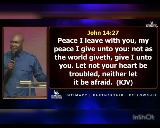 John 14:27
Peace I leave with you, my
peace I give unto you: not as
the world giveth, give I unto
you. Let not your heart be
troubled, neither let
it be afraid. (KJV)
InShot